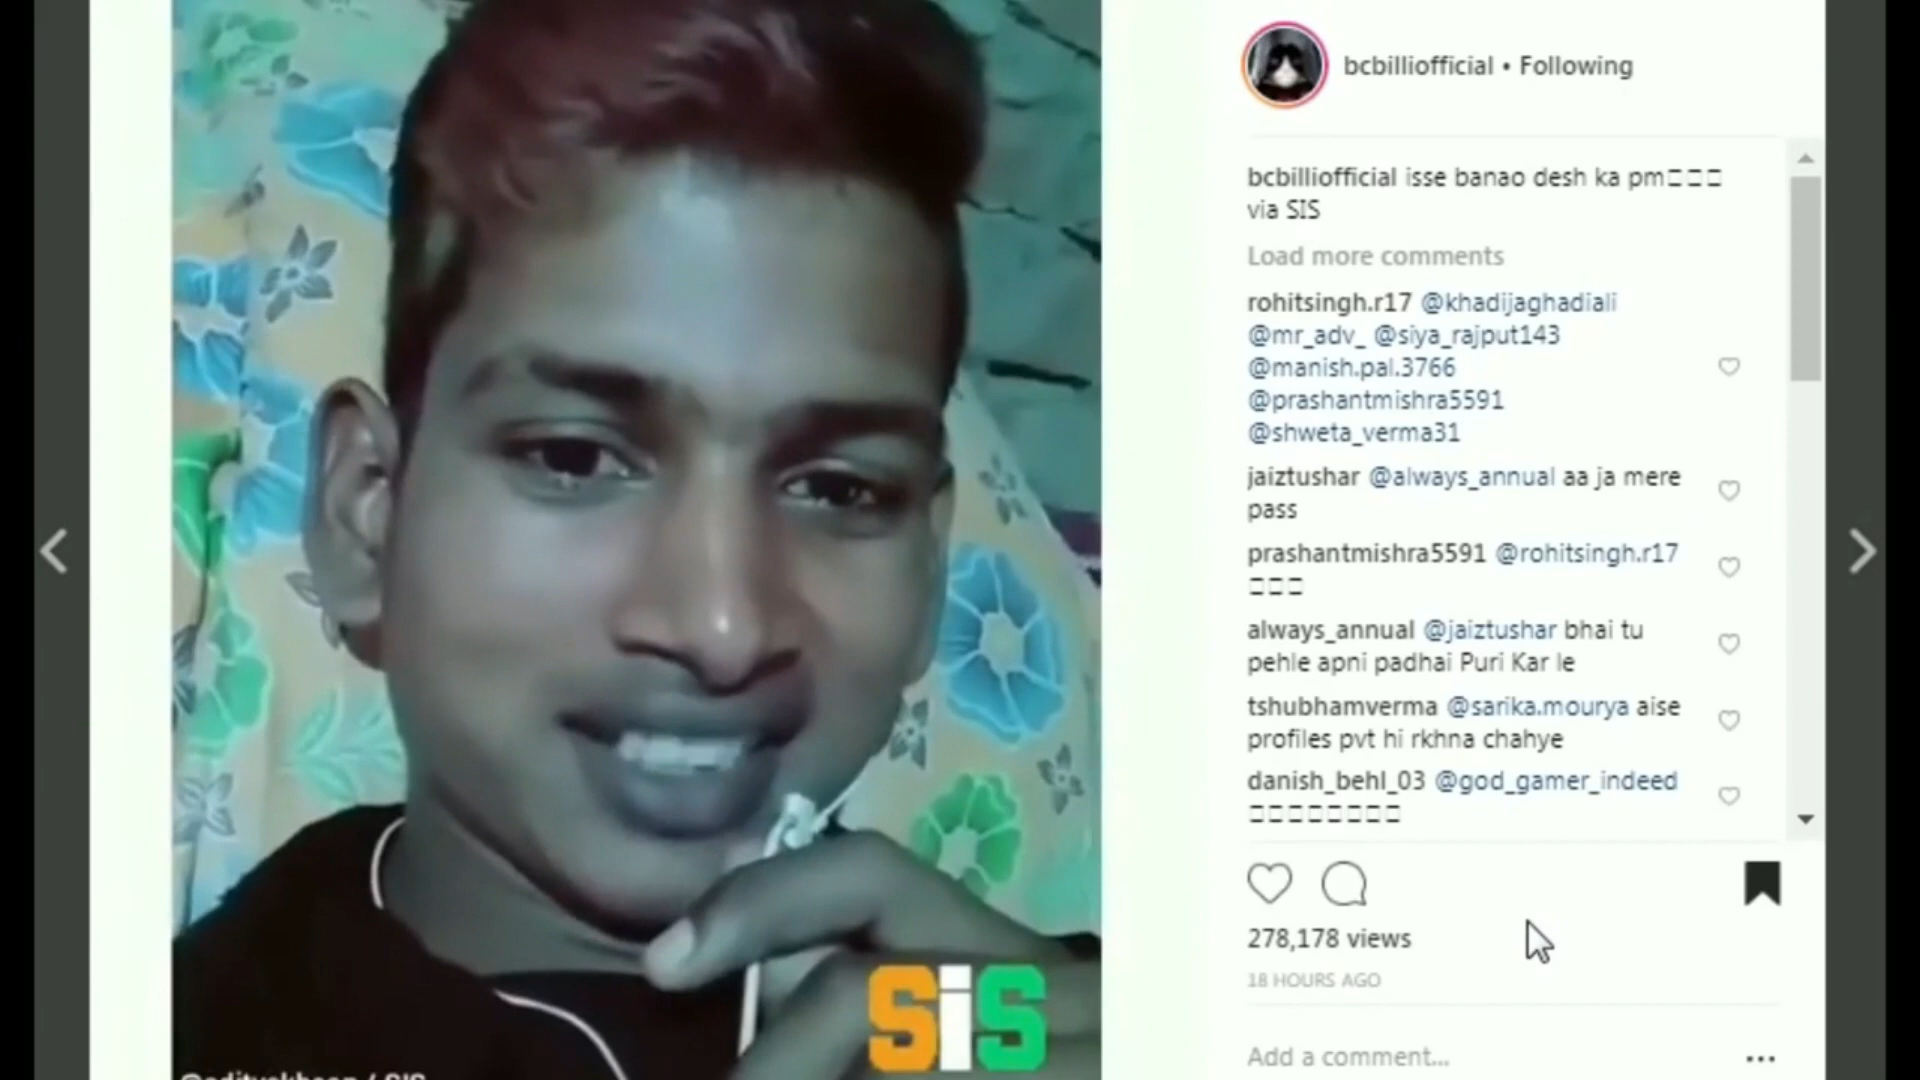 bcbilliofficial • Following
bcbilliofficial isse banao desh ka pm
via SIS
Load more comments
rohitsingh.r17 @khadijaghadiali
@mr_adv_ @siya_rajput143
@manish.pal.3766
@prashantmishra5591
@shweta_verma31
jaiztushar @always_annual aa ja mere
pass
prashantmishra5591 @rohitsingh.r17
always_annual @jaiztushar bhai tu
pehle apni padhai Puri Kar le
tshubhamverma @sarika.mourya aise
profiles pvt hi rkhna chahye
danish_behl_03 @god_gamer_indeed
278,178 views
18 HOURS AGO
Add a comment...
SiS
/ SIS